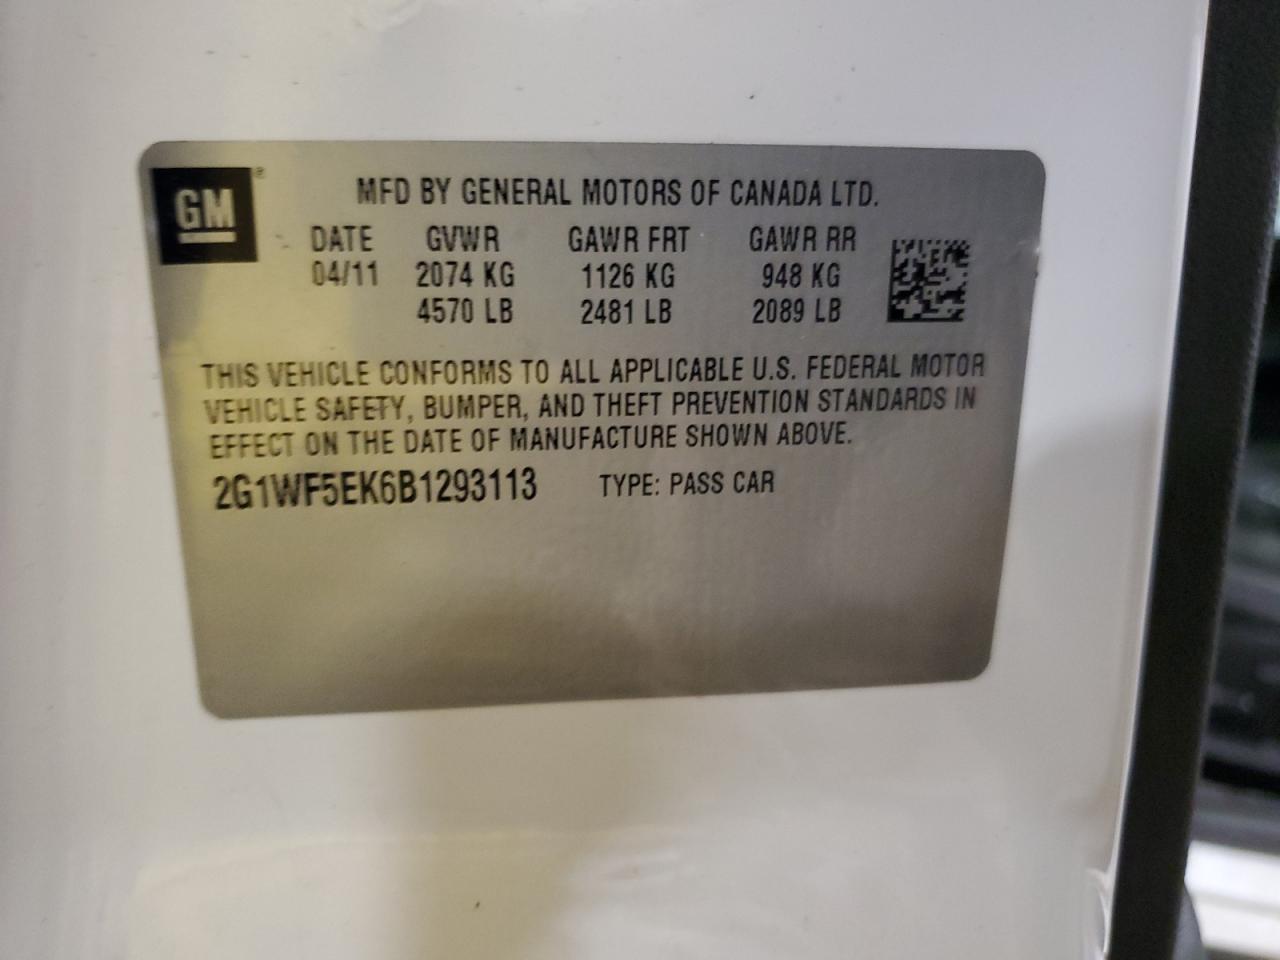 GM®
MFD BY GENERAL MOTORS OF CANADA LTD.
DATE GVWR GAWR FRT GAWR RR
04/11 2074 KG 1126 KG 948 KG
4570 LB 2481 LB 2089 LB
THIS VEHICLE CONFORMS TO ALL APPLICABLE U.S. FEDERAL MOTOR
VEHICLE SAFETY, BUMPER, AND THEFT PREVENTION STANDARDS IN
EFFECT ON THE DATE OF MANUFACTURE SHOWN ABOVE.
2G1WF5EK6B1293113 TYPE: PASS CAR